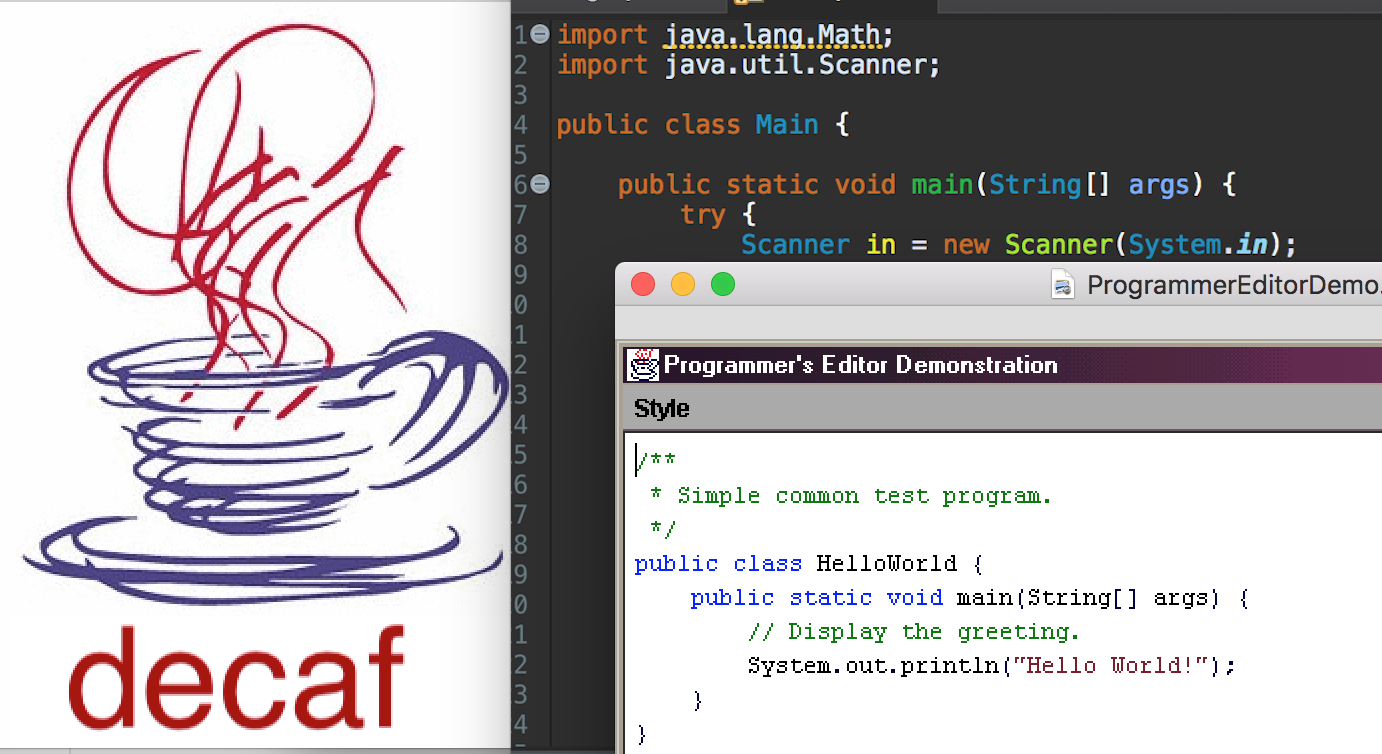 decaf
1 import java.lang.Math;
2 import java.util.Scanner;
3
4 public class Main {
5
6 public static void main(String[] args) {
7 try {
8 Scanner in = new Scanner(System.in);
9
0
1
2
3
4
5
6
7
8
9
0
1
2
3
4
ProgrammerEditorDemo.
Programmer's Editor Demonstration
Style
/**
* Simple common test program.
*/
public class HelloWorld {
public static void main(String[] args) {
// Display the greeting.
System.out.println("Hello World!");
}
}